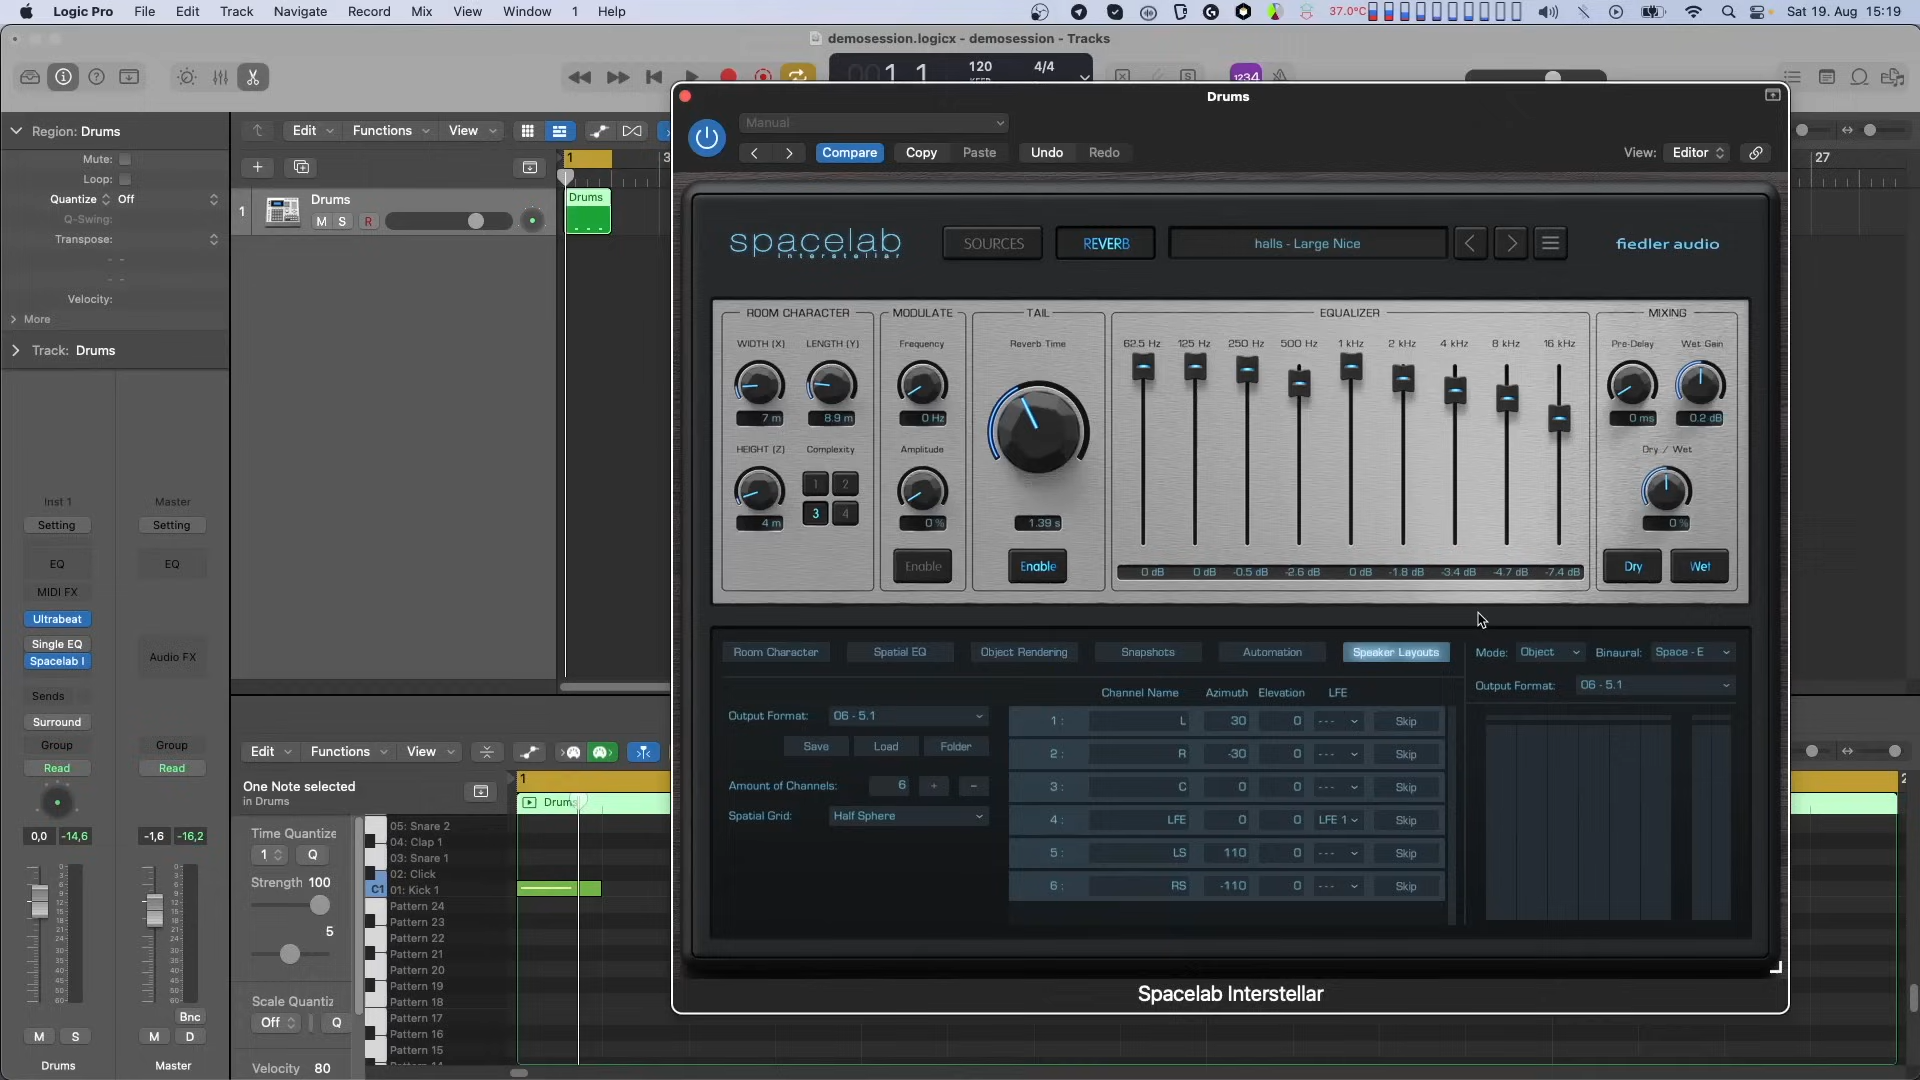 Logic Pro File Edit Track Navigate Record Mix View Window 1 Help
37.0°C Sat 19. Aug 15:19
demosession.logicx - demosession - Tracks
1 1 120 4/4
1234
Region: Drums
Mute:
Loop:
Quantize Off
Q-Swing:
Transpose:
Velocity:
More
Track: Drums
Edit Functions View
1 3 27
1 Drums
M S R
Drums
Drums
Manual
Compare Copy Paste Undo Redo
View: Editor
spacelab
interstellar
SOURCES REVERB halls - Large Nice
fiedler audio
ROOM CHARACTER MODULATE TAIL EQUALIZER MIXING
WIDTH (X) LENGTH (Y) Frequency Reverb Time 62.5 Hz 125 Hz 250 Hz 500 Hz 1 kHz 2 kHz 4 kHz 8 kHz 16 kHz Pre-Delay Wet Gain
7 m 8.9 m 0 Hz 0 ms 0.2 dB
HEIGHT (Z) Complexity Amplitude Dry / Wet
1 2
3 4
4 m 0 % 1.39 s 0 %
Enable Enable 0 dB 0 dB -0.5 dB -2.6 dB 0 dB -1.8 dB -3.4 dB -4.7 dB -7.4 dB Dry Wet
Room Character Spatial EQ Object Rendering Snapshots Automation Speaker Layouts
Mode: Object Binaural: Space - E
Output Format: 06 - 5.1
Channel Name Azimuth Elevation LFE
Output Format: 06 - 5.1
Save Load Folder
Amount of Channels: 6 + -
Spatial Grid: Half Sphere
1 : L 30 0 --- Skip
2 : R -30 0 --- Skip
3 : C 0 0 --- Skip
4 : LFE 0 0 LFE 1 Skip
5 : LS 110 0 --- Skip
6 : RS -110 0 --- Skip
Spacelab Interstellar
Inst 1 Master
Setting Setting
EQ EQ
MIDI FX
Ultrabeat
Single EQ
Spacelab I
Audio FX
Sends
Surround
Group Group
Read Read
0,0 -14,6 -1,6 -16,2
Bnc
M S M D
Drums Master
Edit Functions View
One Note selected
in Drums
1
Drums
Time Quantize
1 Q
Strength 100
5
Scale Quantiz
Off Q
Velocity 80
05: Snare 2
04: Clap 1
03: Snare 1
02: Click
C1 01: Kick 1
Pattern 24
Pattern 23
Pattern 22
Pattern 21
Pattern 20
Pattern 19
Pattern 18
Pattern 17
Pattern 16
Pattern 15